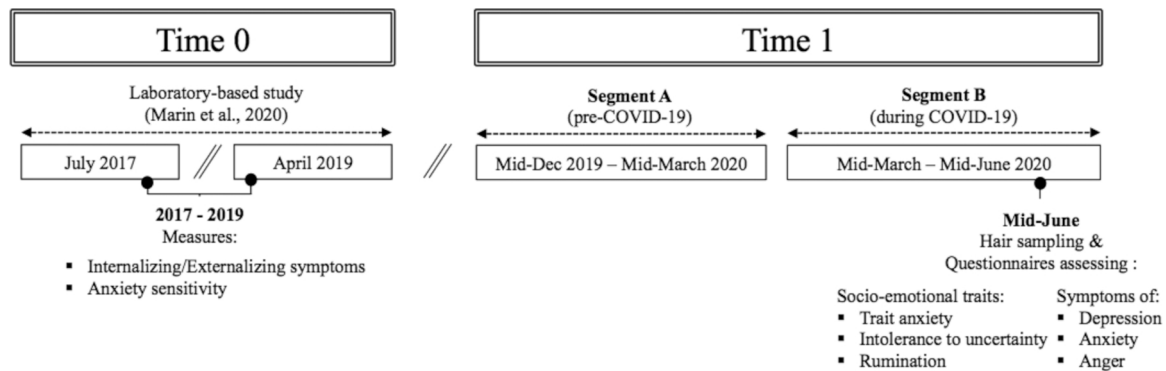 Time 0
Time 1
Laboratory-based study
(Marin et al., 2020)
Segment A
(pre-COVID-19)
Segment B
(during COVID-19)
July 2017
//
April 2019
//
Mid-Dec 2019 – Mid-March 2020
Mid-March – Mid-June 2020
2017 - 2019
Measures:
▪ Internalizing/Externalizing symptoms
▪ Anxiety sensitivity
Mid-June
Hair sampling &
Questionnaires assessing :
Socio-emotional traits:
▪ Trait anxiety
▪ Intolerance to uncertainty
▪ Rumination
Symptoms of:
▪ Depression
▪ Anxiety
▪ Anger